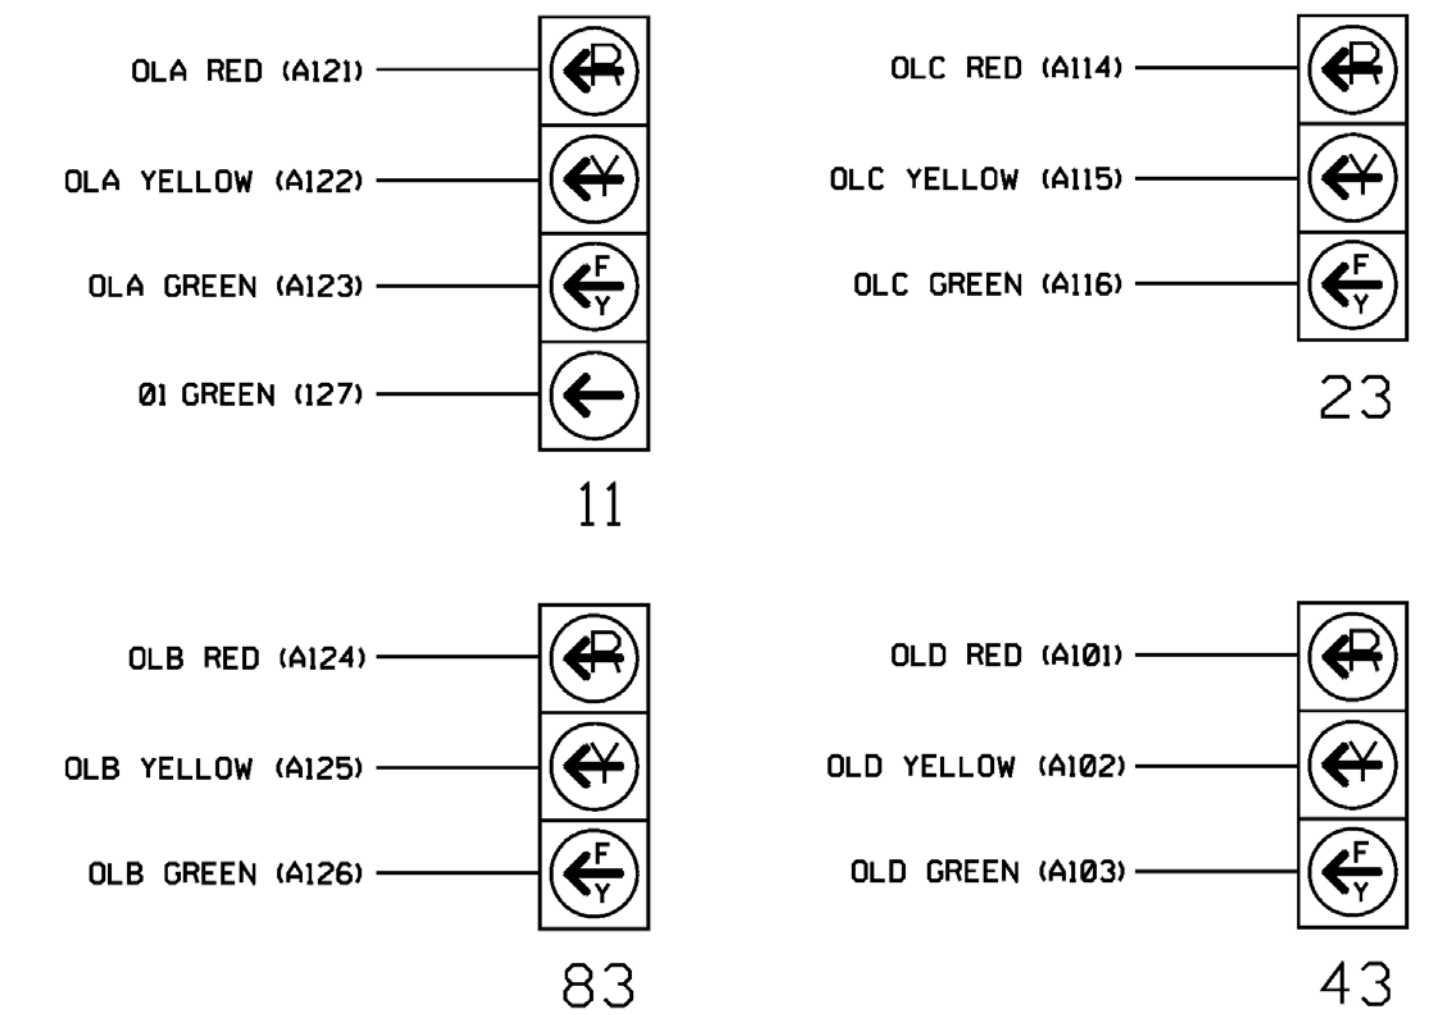 OLA RED (A121)
R
OLA YELLOW (A122)
Y
OLA GREEN (A123)
F
Y
Ø1 GREEN (127)
11
OLC RED (A114)
R
OLC YELLOW (A115)
Y
OLC GREEN (A116)
F
Y
23
OLB RED (A124)
R
OLB YELLOW (A125)
Y
OLB GREEN (A126)
F
Y
83
OLD RED (A1Ø1)
R
OLD YELLOW (A1Ø2)
Y
OLD GREEN (A1Ø3)
F
Y
43